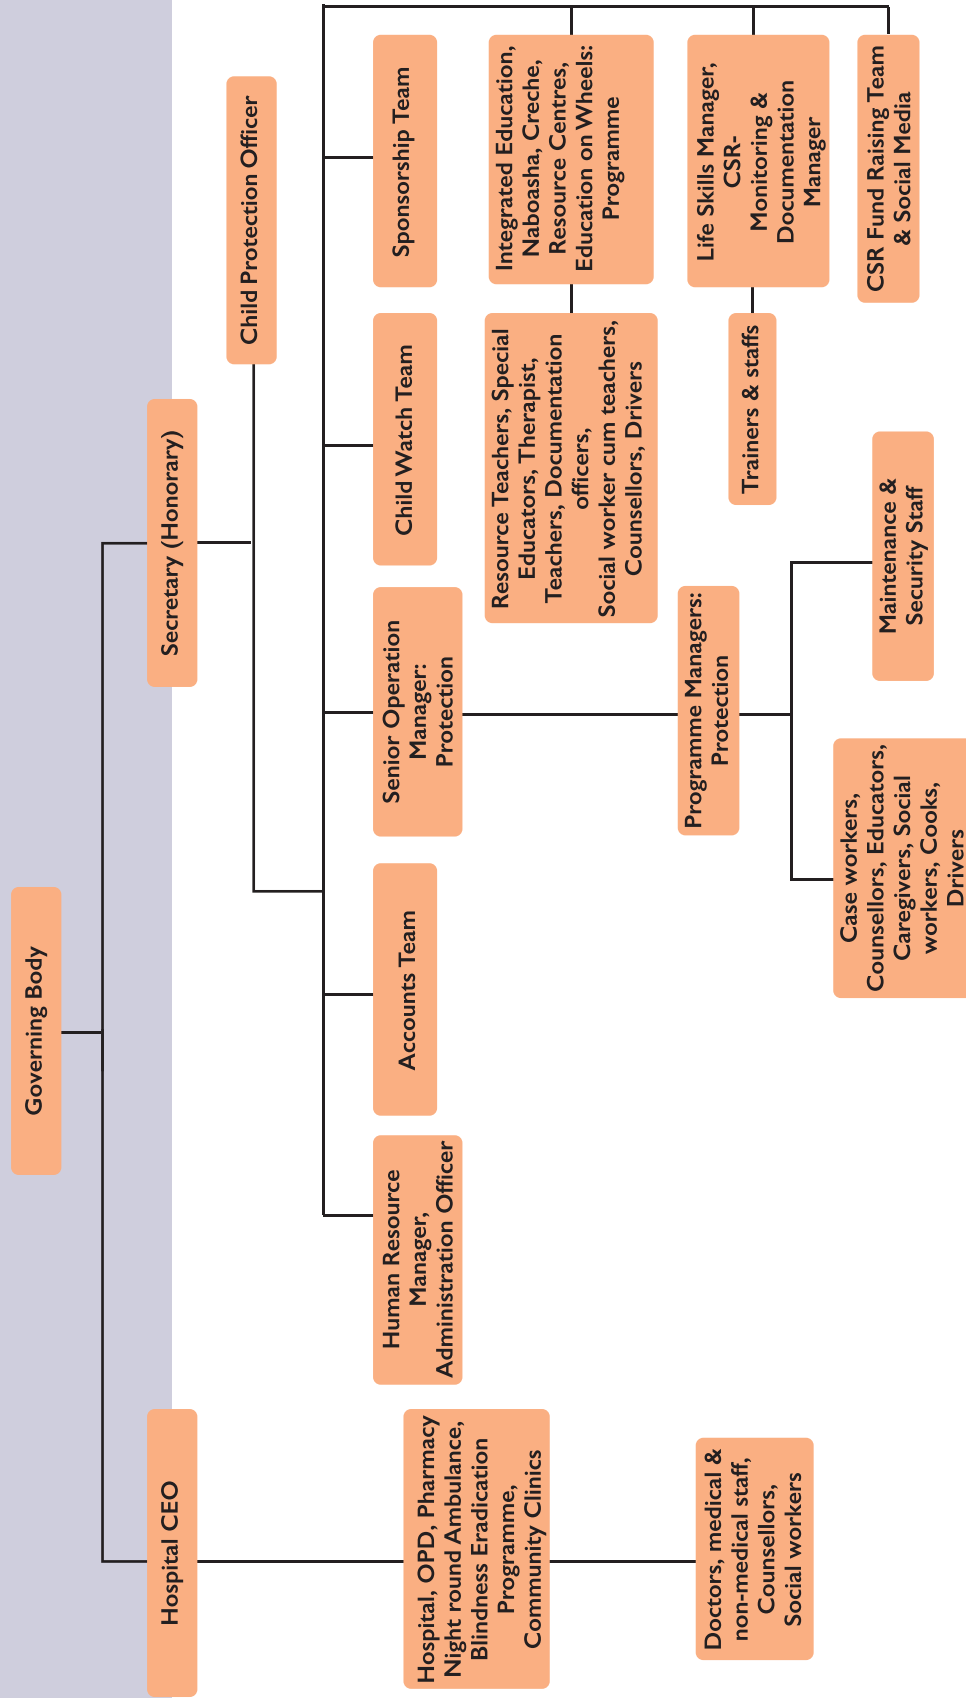 Governing Body
Hospital CEO
Secretary (Honorary)
Child Protection Officer
Human Resource
Manager,
Administration Officer
Accounts Team
Senior Operation
Manager:
Protection
Child Watch Team
Sponsorship Team
Hospital, OPD, Pharmacy
Night round Ambulance,
Blindness Eradication
Programme,
Community Clinics
Resource Teachers, Special
Educators, Therapist,
Teachers, Documentation
officers,
Social worker cum teachers,
Counsellors, Drivers
Integrated Education,
Naboasha, Creche,
Resource Centres,
Education on Wheels:
Programme
Doctors, medical &
non-medical staff,
Counsellors,
Social workers
Programme Managers:
Protection
Trainers & staffs
Life Skills Manager,
CSR-
Monitoring &
Documentation
Manager
Case workers,
Counsellors, Educators,
Caregivers, Social
workers, Cooks,
Drivers
Maintenance &
Security Staff
CSR Fund Raising Team
& Social Media